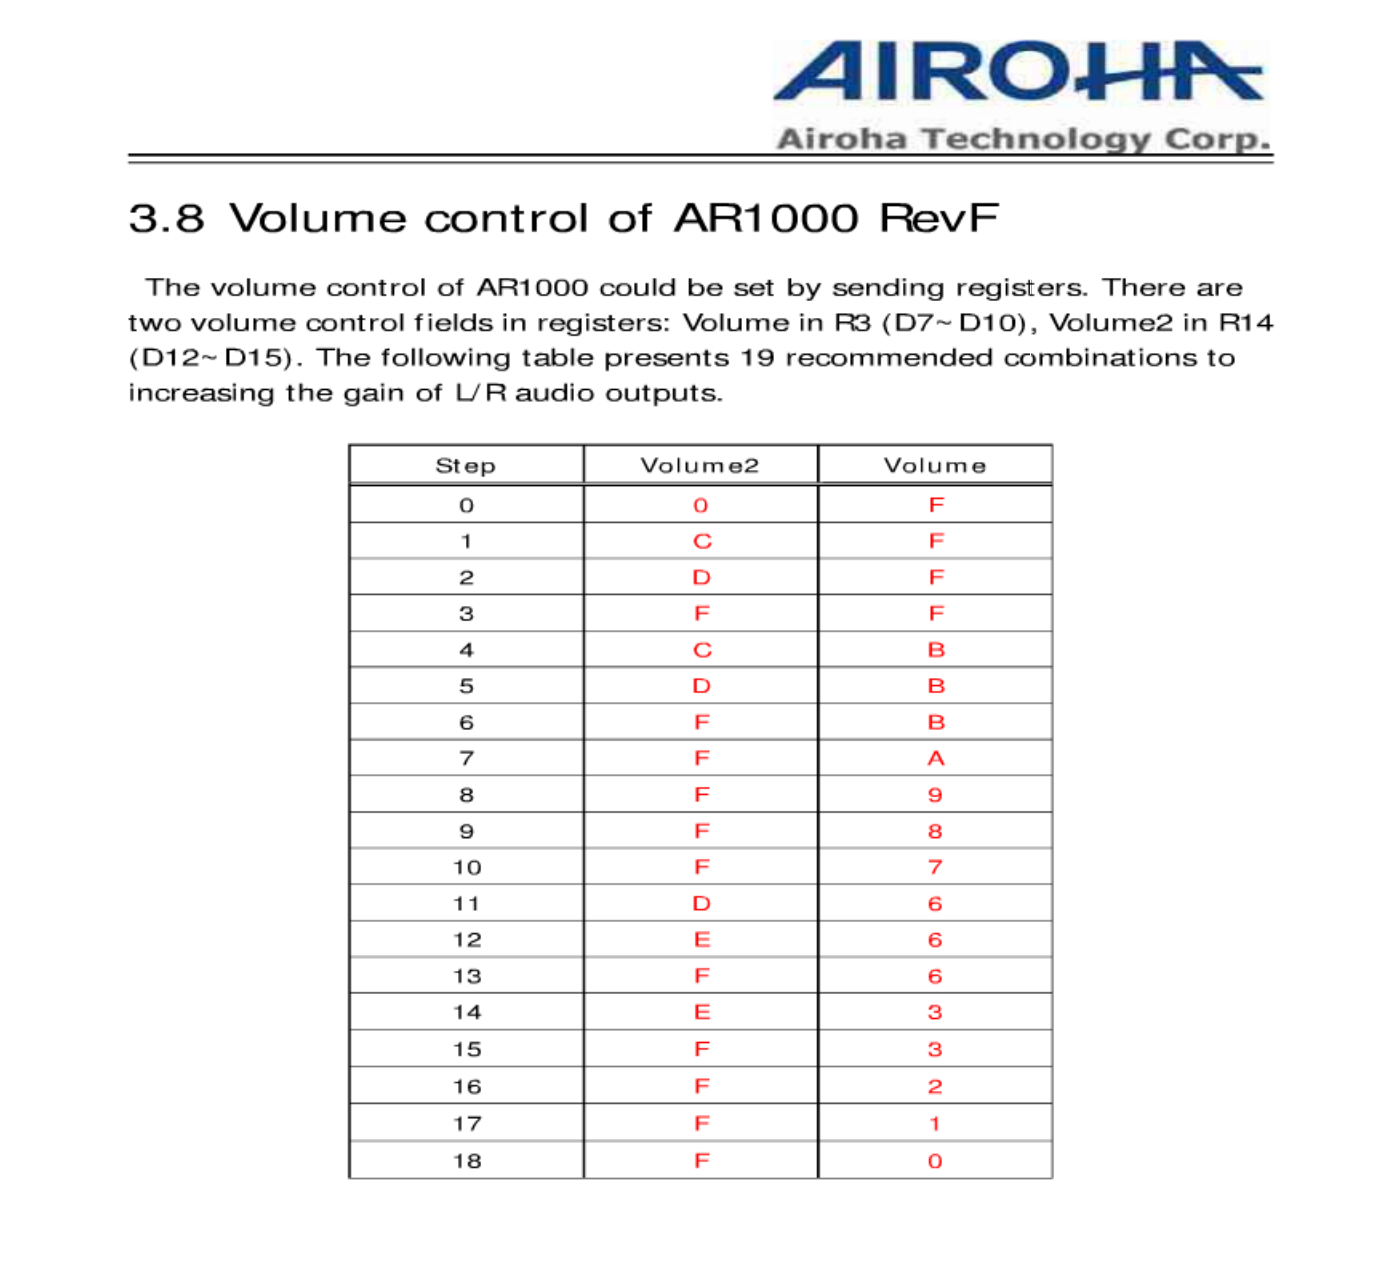 AIROHA
Airoha Technology Corp.
3.8 Volume control of AR1000 RevF
The volume control of AR1000 could be set by sending registers. There are
two volume control fields in registers: Volume in R3 (D7~D10), Volume2 in R14
(D12~D15). The following table presents 19 recommended combinations to
increasing the gain of L/R audio outputs.
Step Volume2 Volume
0 0 F
1 C F
2 D F
3 F F
4 C B
5 D B
6 F B
7 F A
8 F 9
9 F 8
10 F 7
11 D 6
12 E 6
13 F 6
14 E 3
15 F 3
16 F 2
17 F 1
18 F 0